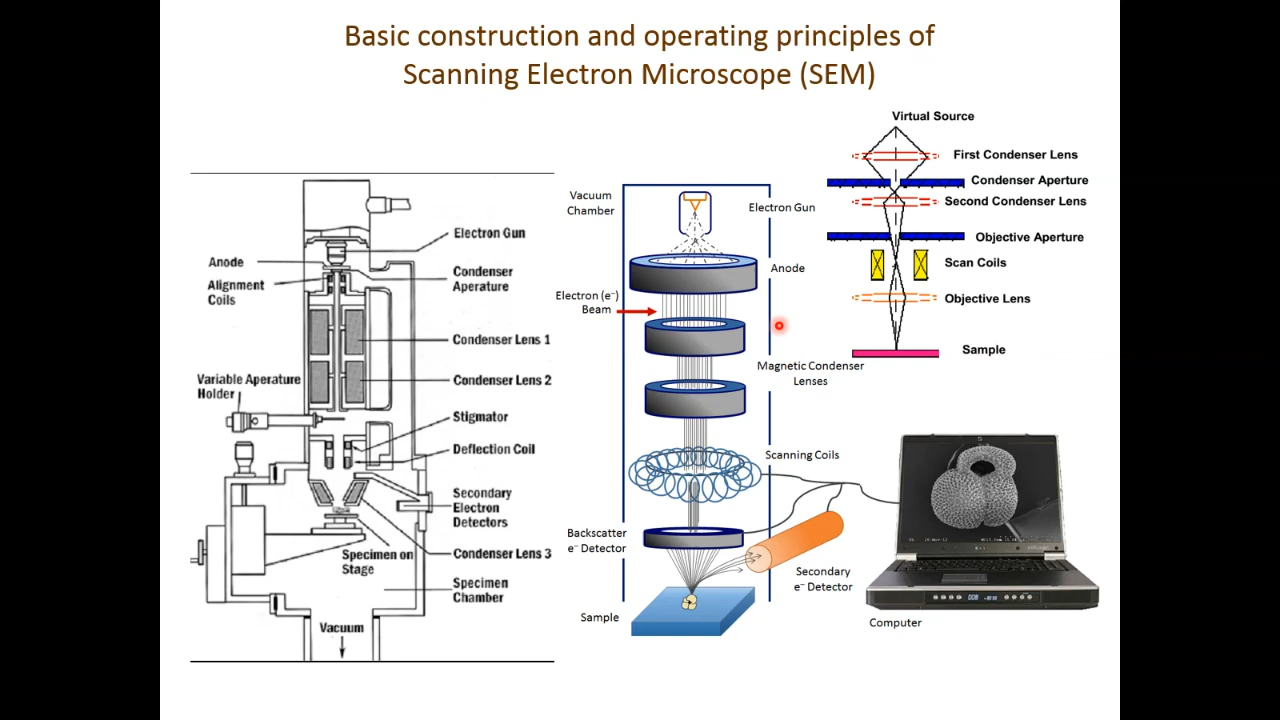 Basic construction and operating principles of
Scanning Electron Microscope (SEM)
Electron Gun
Anode
Condenser
Aperature
Alignment
Coils
Condenser Lens 1
Condenser Lens 2
Variable Aperature
Holder
Stigmator
Deflection Coil
Secondary
Electron
Detectors
Specimen on
Stage
Condenser Lens 3
Specimen
Chamber
Vacuum
Vacuum
Chamber
Electron Gun
Anode
Electron (e⁻)
Beam
Magnetic Condenser
Lenses
Scanning Coils
Backscatter
e⁻ Detector
Secondary
e⁻ Detector
Sample
Computer
Virtual Source
First Condenser Lens
Condenser Aperture
Second Condenser Lens
Objective Aperture
Scan Coils
Objective Lens
Sample